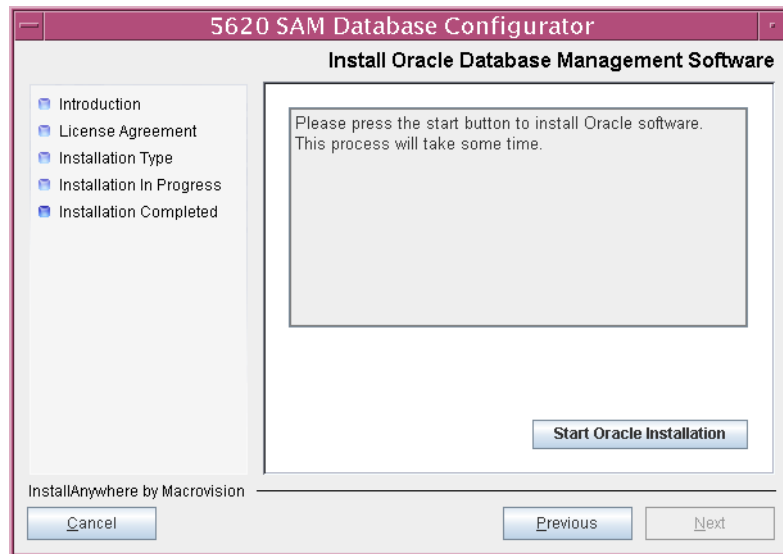 5620 SAM Database Configurator
Install Oracle Database Management Software
Introduction
License Agreement
Installation Type
Installation In Progress
Installation Completed
Please press the start button to install Oracle software.
This process will take some time.
Start Oracle Installation
InstallAnywhere by Macrovision
Cancel
Previous
Next